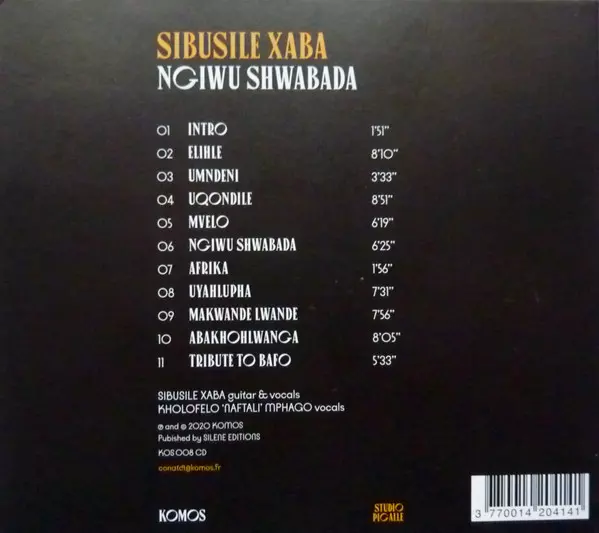 SIBUSILE XABA
NGIWU SHWABADA
01 INTRO 1'51"
02 ELIHLE 8'10"
03 UMNDENI 3'33"
04 UQONDILE 8'51"
05 MVELO 6'19"
06 NGIWU SHWABADA 6'25"
07 AFRIKA 1'56"
08 UYAHLUPHA 7'31"
09 MAKWANDE LWANDE 7'56"
10 ABAKHOHLWANGA 8'05"
11 TRIBUTE TO BAFO 5'33"
SIBUSILE XABA guitar & vocals
KHOLOFELO 'NAFTALI' MPHAGO vocals
℗ and © 2020 KOMOS
Pubished by SILENE EDITIONS
KOS 008 CD
conatct@komos.fr
KOMOS
STUDIO
PIGALLE
3 770014 204141